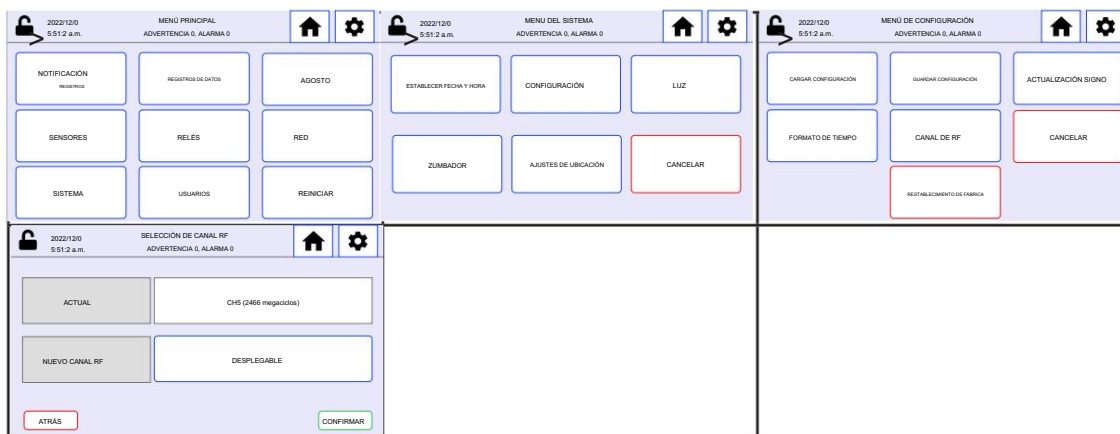 2022/12/0
5:51:2 a.m.
MENÚ PRINCIPAL
ADVERTENCIA 0, ALARMA 0
NOTIFICACIÓN
REGISTROS
REGISTROS DE DATOS
AGOSTO
SENSORES
RELÉS
RED
SISTEMA
USUARIOS
REINICIAR
2022/12/0
5:51:2 a.m.
MENU DEL SISTEMA
ADVERTENCIA 0, ALARMA 0
ESTABLECER FECHA Y HORA
CONFIGURACIÓN
LUZ
ZUMBADOR
AJUSTES DE UBICACIÓN
CANCELAR
2022/12/0
5:51:2 a.m.
MENÚ DE CONFIGURACIÓN
ADVERTENCIA 0, ALARMA 0
CARGAR CONFIGURACIÓN
GUARDAR CONFIGURACIÓN
ACTUALIZACIÓN SIGNO
FORMATO DE TIEMPO
CANAL DE RF
CANCELAR
RESTABLECIMIENTO DE FABRICA
2022/12/0
5:51:2 a.m.
SELECCIÓN DE CANAL RF
ADVERTENCIA 0, ALARMA 0
ACTUAL
CH5 (2466 megaciclos)
NUEVO CANAL RF
DESPLEGABLE
ATRÁS
CONFIRMAR